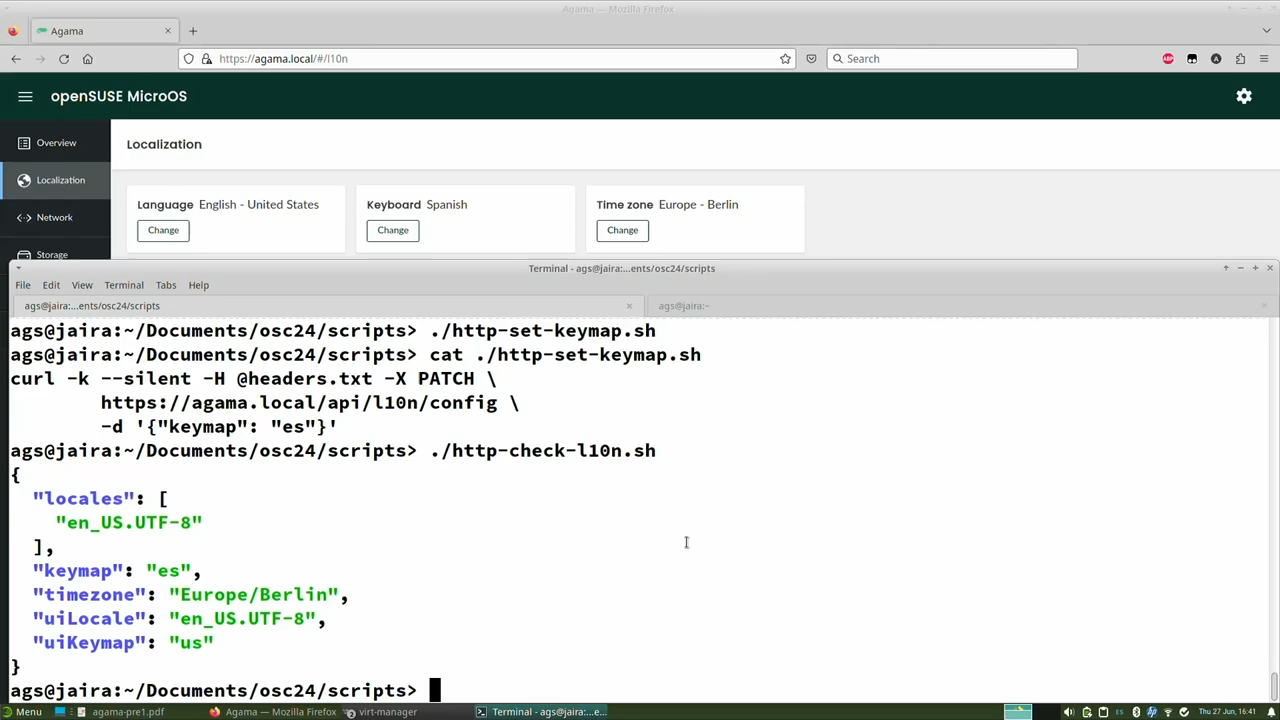 Agama — Mozilla Firefox
Agama
https://agama.local/#/l10n
Search
ABP
openSUSE MicroOS
Overview
Localization
Network
Storage
Localization
Language English - United States
Change
Keyboard Spanish
Change
Time zone Europe - Berlin
Change
Terminal - ags@jaira:...ents/osc24/scripts
File Edit View Terminal Tabs Help
ags@jaira:...ents/osc24/scripts
ags@jaira:~
ags@jaira:~/Documents/osc24/scripts> ./http-set-keymap.sh
ags@jaira:~/Documents/osc24/scripts> cat ./http-set-keymap.sh
curl -k --silent -H @headers.txt -X PATCH \
https://agama.local/api/l10n/config \
-d '{"keymap": "es"}'
ags@jaira:~/Documents/osc24/scripts> ./http-check-l10n.sh
{
"locales": [
"en_US.UTF-8"
],
"keymap": "es",
"timezone": "Europe/Berlin",
"uiLocale": "en_US.UTF-8",
"uiKeymap": "us"
}
ags@jaira:~/Documents/osc24/scripts>
Menu agama-pre1.pdf Agama — Mozilla Firefox virt-manager Terminal - ags@jaira:...e... ES Thu 27 Jun, 16:41